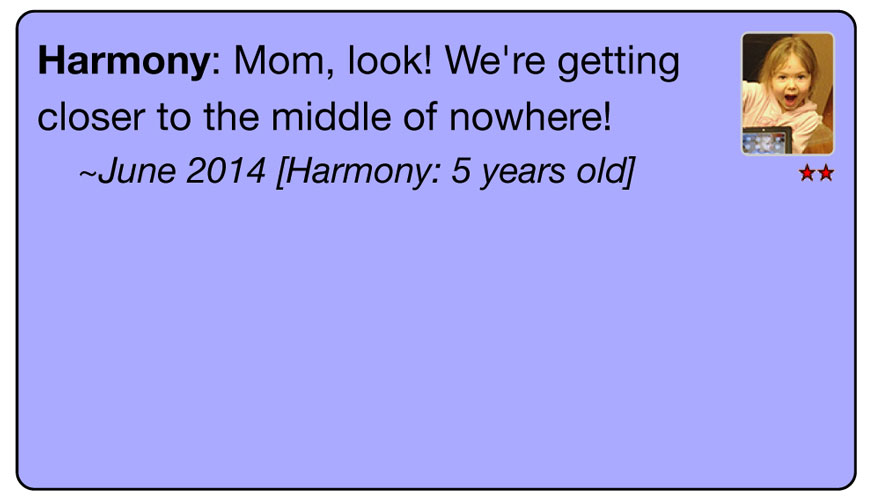 Harmony: Mom, look! We're getting
closer to the middle of nowhere!
~June 2014 [Harmony: 5 years old]